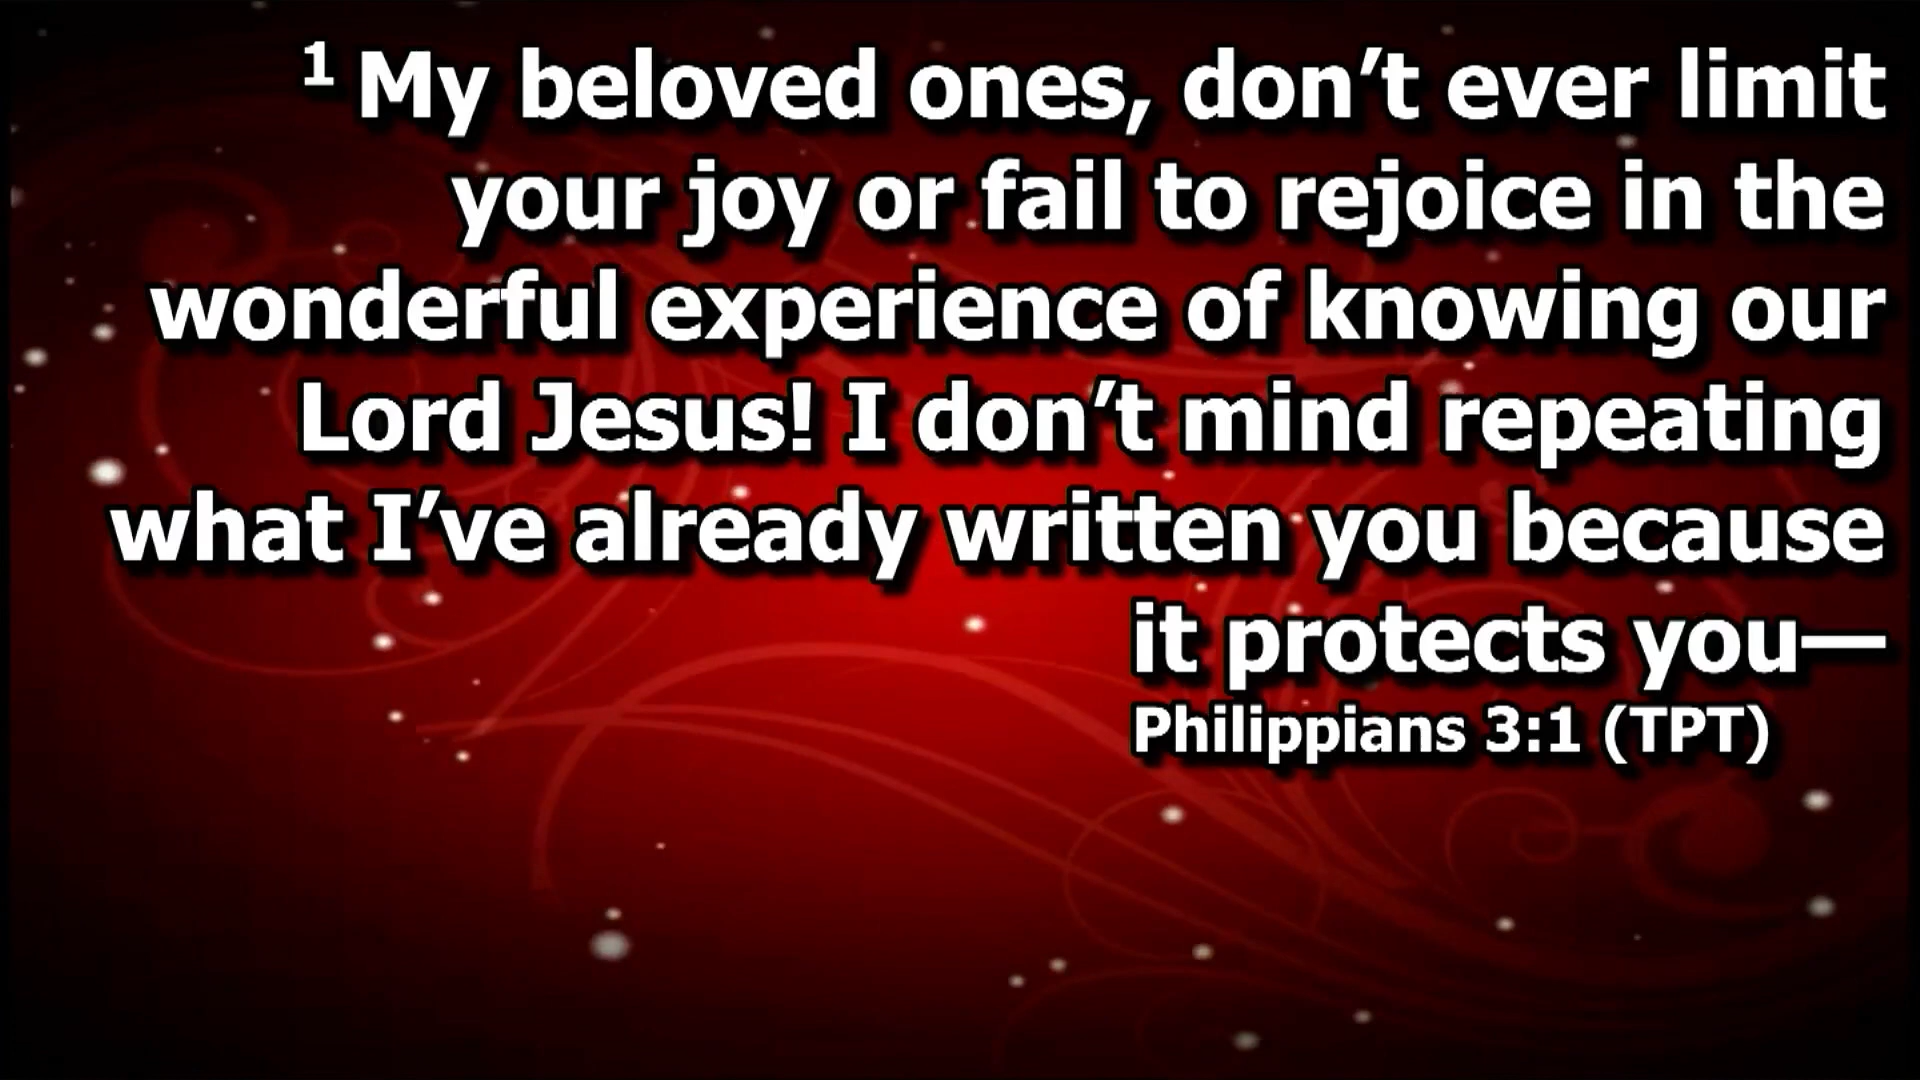 1 My beloved ones, don’t ever limit
your joy or fail to rejoice in the
wonderful experience of knowing our
Lord Jesus! I don’t mind repeating
what I’ve already written you because
it protects you—
Philippians 3:1 (TPT)